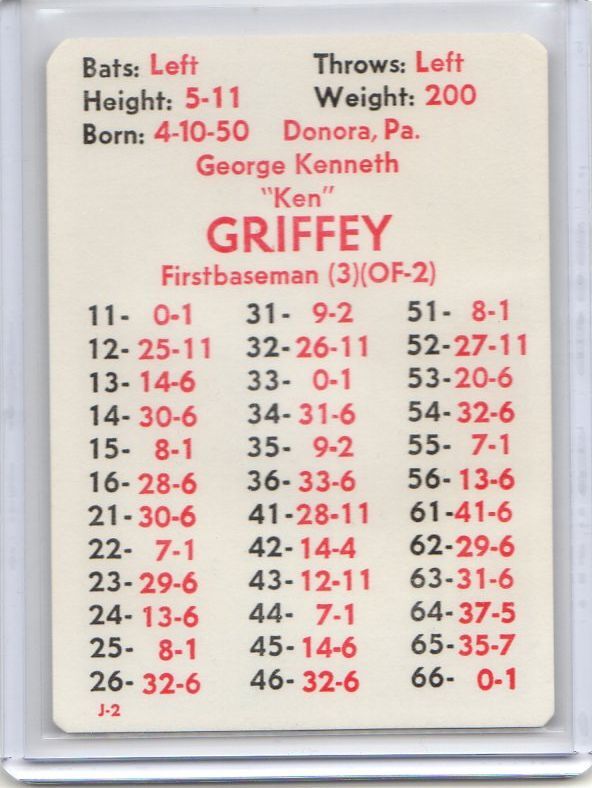 Bats: Left Throws: Left
Height: 5-11 Weight: 200
Born: 4-10-50 Donora, Pa.
George Kenneth
"Ken"
GRIFFEY
Firstbaseman (3)(OF-2)
11- 0-1 31- 9-2 51- 8-1
12- 25-11 32- 26-11 52- 27-11
13- 14-6 33- 0-1 53- 20-6
14- 30-6 34- 31-6 54- 32-6
15- 8-1 35- 9-2 55- 7-1
16- 28-6 36- 33-6 56- 13-6
21- 30-6 41- 28-11 61- 41-6
22- 7-1 42- 14-4 62- 29-6
23- 29-6 43- 12-11 63- 31-6
24- 13-6 44- 7-1 64- 37-5
25- 8-1 45- 14-6 65- 35-7
26- 32-6 46- 32-6 66- 0-1
J-2